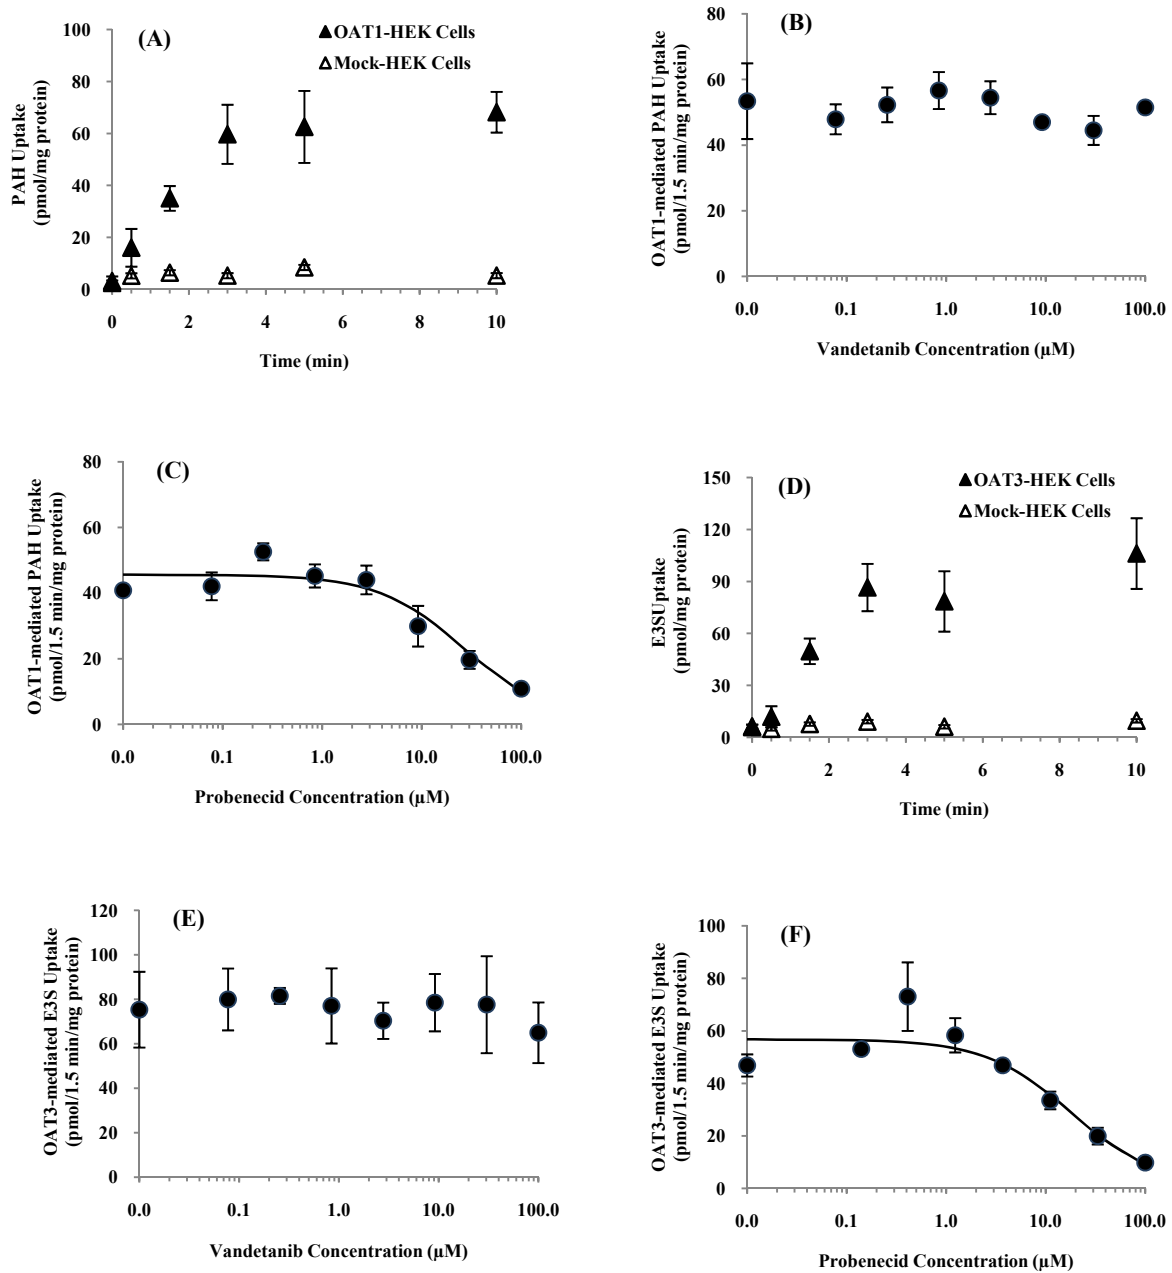 (A)
OAT1-HEK Cells
Mock-HEK Cells
PAH Uptake
(pmol/mg protein)
100
80
60
40
20
0
0 2 4 6 8 10
Time (min)
(B)
OAT1-mediated PAH Uptake
(pmol/1.5 min/mg protein)
80
60
40
20
0
0.0 0.1 1.0 10.0 100.0
Vandetanib Concentration (µM)
(C)
OAT1-mediated PAH Uptake
(pmol/1.5 min/mg protein)
80
60
40
20
0
0.0 0.1 1.0 10.0 100.0
Probenecid Concentration (µM)
(D)
OAT3-HEK Cells
Mock-HEK Cells
E3SUptake
(pmol/mg protein)
150
120
90
60
30
0
0 2 4 6 8 10
Time (min)
(E)
OAT3-mediated E3S Uptake
(pmol/1.5 min/mg protein)
120
100
80
60
40
20
0
0.0 0.1 1.0 10.0 100.0
Vandetanib Concentration (µM)
(F)
OAT3-mediated E3S Uptake
(pmol/1.5 min/mg protein)
100
80
60
40
20
0
0.0 0.1 1.0 10.0 100.0
Probenecid Concentration (µM)